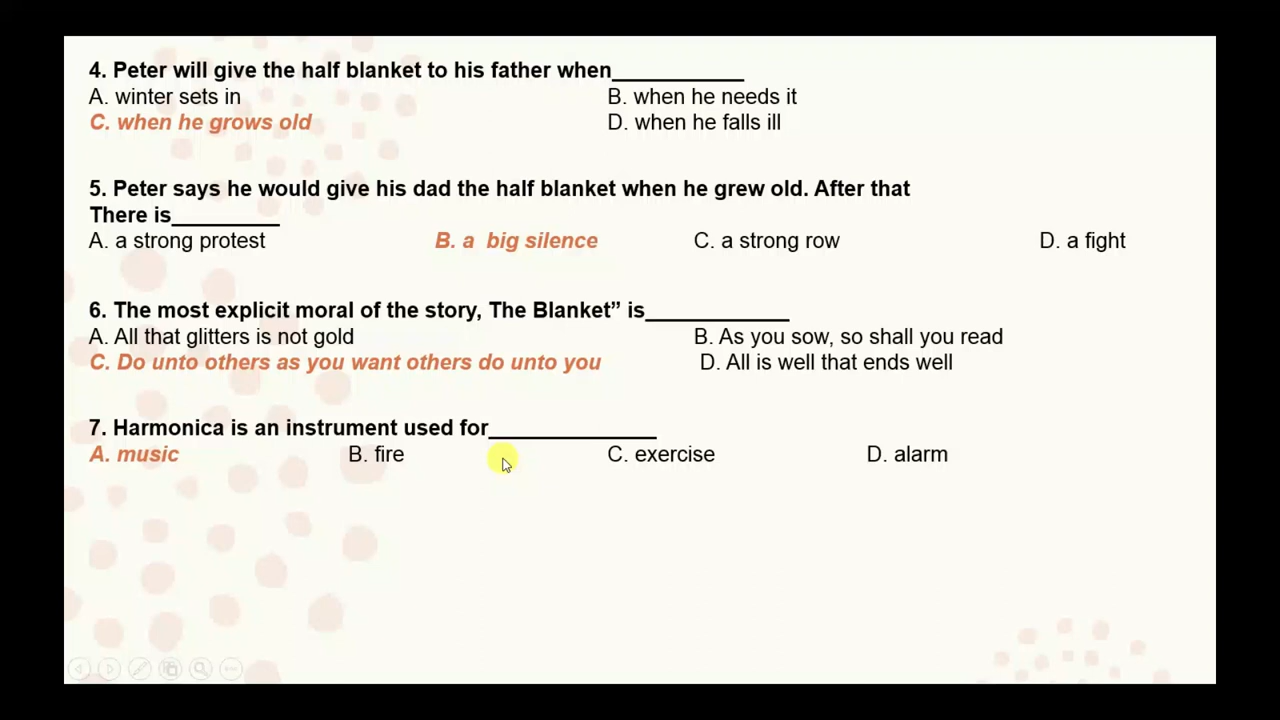 4. Peter will give the half blanket to his father when___________
A. winter sets in B. when he needs it
C. when he grows old D. when he falls ill
5. Peter says he would give his dad the half blanket when he grew old. After that
There is_________
A. a strong protest B. a big silence C. a strong row D. a fight
6. The most explicit moral of the story, The Blanket” is____________
A. All that glitters is not gold B. As you sow, so shall you read
C. Do unto others as you want others do unto you D. All is well that ends well
7. Harmonica is an instrument used for______________
A. music B. fire C. exercise D. alarm